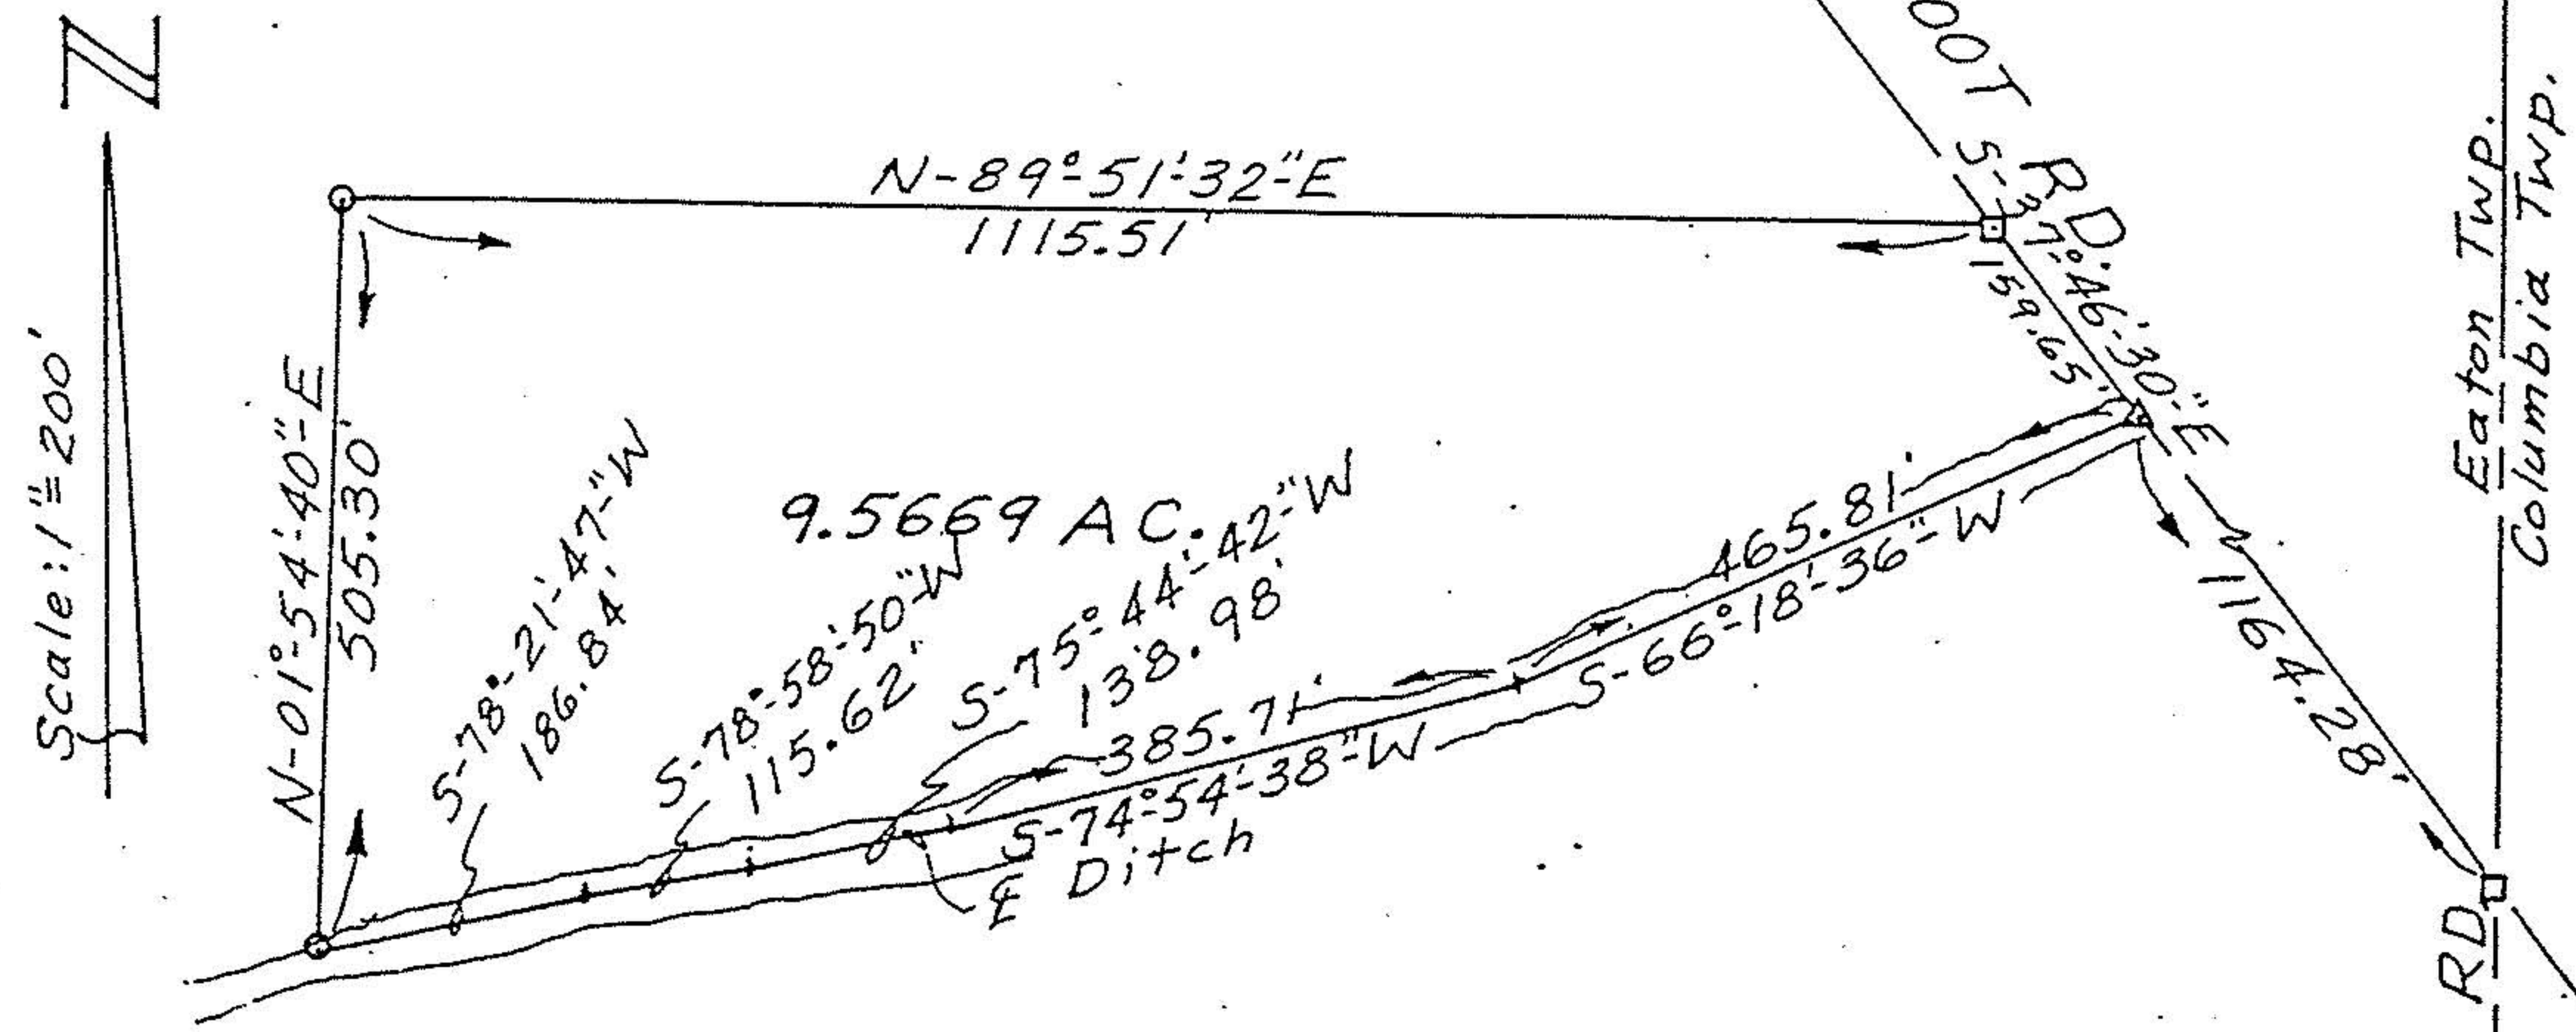 N
Scale: 1"= 200'
OOT RD.
N-89°-51'-32"-E
1115.51'
S-37°-46'-30"-E
159.65'
Eaton Twp.
Columbia Twp.
N-01°-54'-40"-E
505.30'
9.5669 AC.
S-78°-21'-47"-W
186.84'
S-78°-58'-50"-W
115.62'
S-75°-44'-42"-W
138.98'
465.81'
S-66°-18'-36"-W
385.71'
S-74°-54'-38"-W
℄ Ditch
1164.28'
RD.